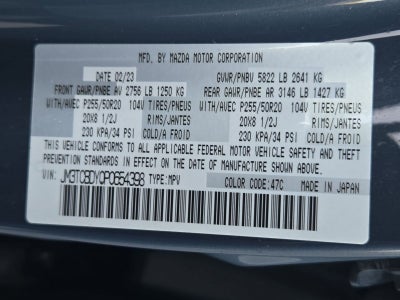 MFD. BY MAZDA MOTOR CORPORATION
DATE 02/23 GVWR/PNBV 5822 LB 2641 KG
FRONT GAWR/PNBE AV 2756 LB 1250 KG REAR GAWR/PNBE AR 3146 LB 1427 KG
WITH/AVEC P255/50R20 104V TIRES/PNEUS WITH/AVEC P255/50R20 104V TIRES/PNEUS
20X8 1/2J RIMS/JANTES 20X8 1/2J RIMS/JANTES
230 KPA/34 PSI COLD/A FROID 230 KPA/34 PSI COLD/A FROID
THIS VEHICLE CONFORMS TO ALL APPLICABLE FEDERAL MOTOR VEHICLE
SAFETY STANDARDS IN EFFECT ON THE DATE OF MANUFACTURE SHOWN ABOVE.
VIN: JM3TCBDY0P0654398 TYPE:MPV COLOR CODE:47C MADE IN JAPAN